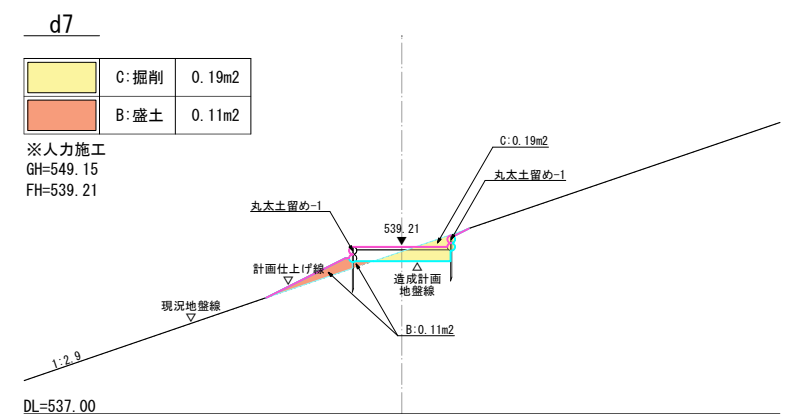 d7
C:掘削 0.19m2
B:盛土 0.11m2
※人力施工
GH=549.15
FH=539.21
C:0.19m2
丸太土留め-1
丸太土留め-1
539.21
計画仕上げ線
造成計画
地盤線
現況地盤線
B:0.11m2
1:2.9
DL=537.00